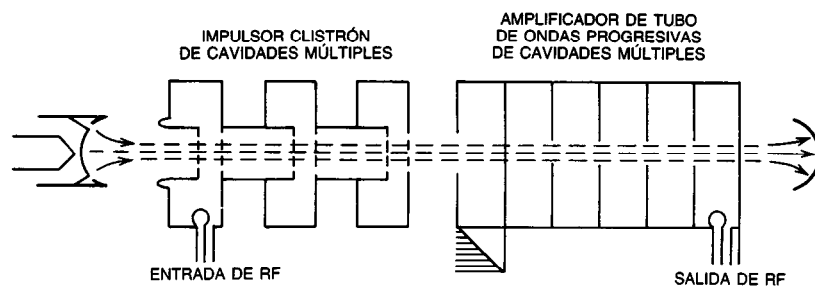 IMPULSOR CLISTRÓN
DE CAVIDADES MÚLTIPLES
AMPLIFICADOR DE TUBO
DE ONDAS PROGRESIVAS
DE CAVIDADES MÚLTIPLES
ENTRADA DE RF
SALIDA DE RF